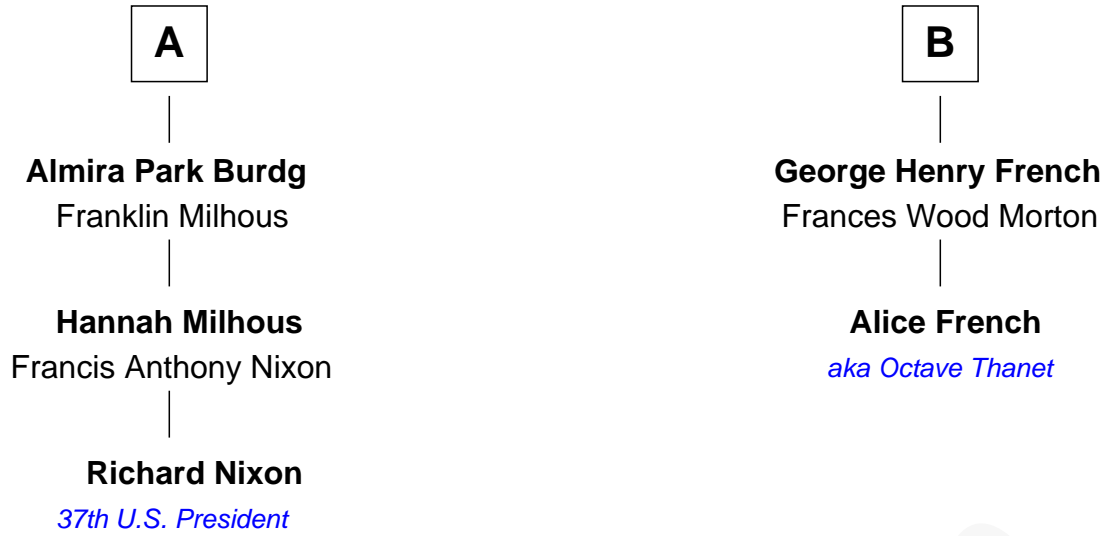 A
B
Almira Park Burdg
Franklin Milhous
George Henry French
Frances Wood Morton
Hannah Milhous
Francis Anthony Nixon
Alice French
aka Octave Thanet
Richard Nixon
37th U.S. President